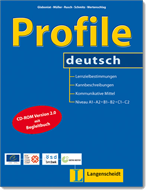 Glaboniat · Müller · Rusch · Schmitz · Wertenschlag
Profile
deutsch
· Lernzielbestimmungen
· Kannbeschreibungen
· Kommunikative Mittel
· Niveau A1 · A2 · B1 · B2 · C1 · C2
CD-ROM Version 2.0
mit
Begleitbuch
Langenscheidt